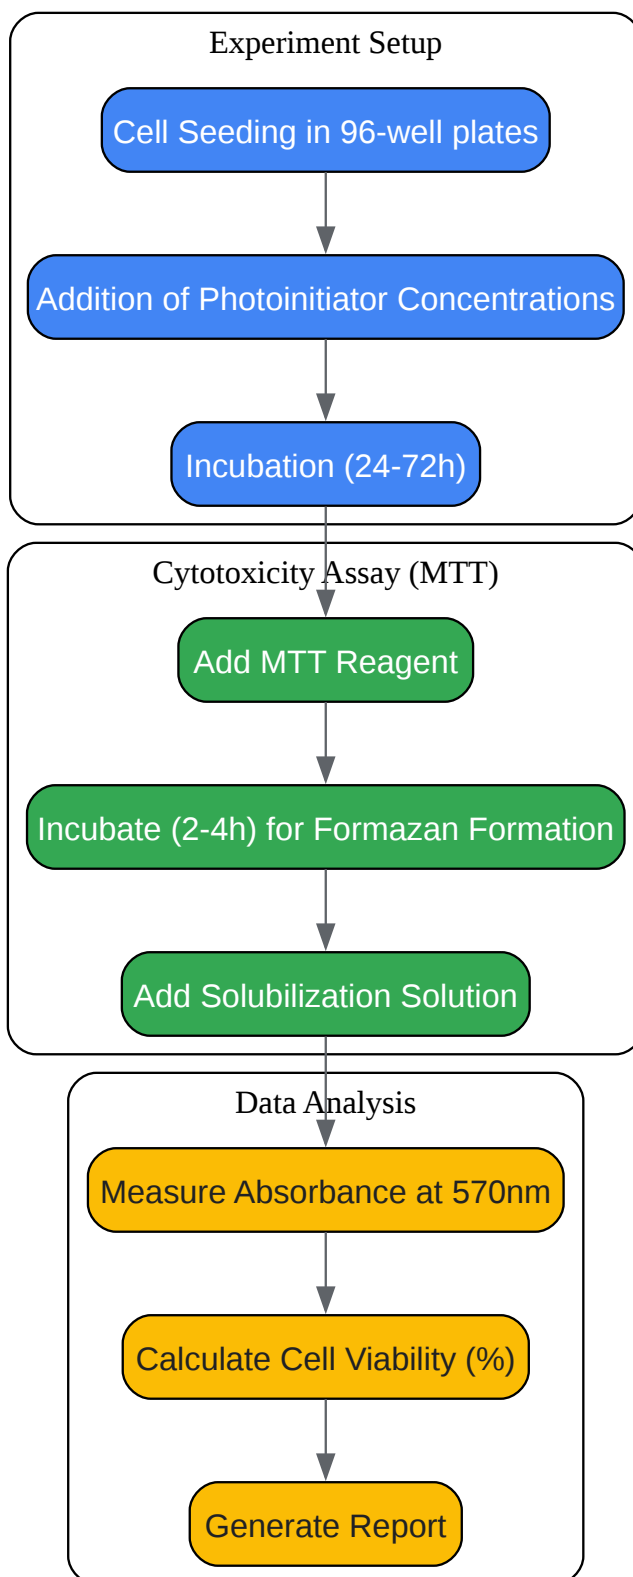 Experiment Setup
Cell Seeding in 96-well plates
Addition of Photoinitiator Concentrations
Incubation (24-72h)
Cytotoxicity Assay (MTT)
Add MTT Reagent
Incubate (2-4h) for Formazan Formation
Add Solubilization Solution
Data Analysis
Measure Absorbance at 570nm
Calculate Cell Viability (%)
Generate Report